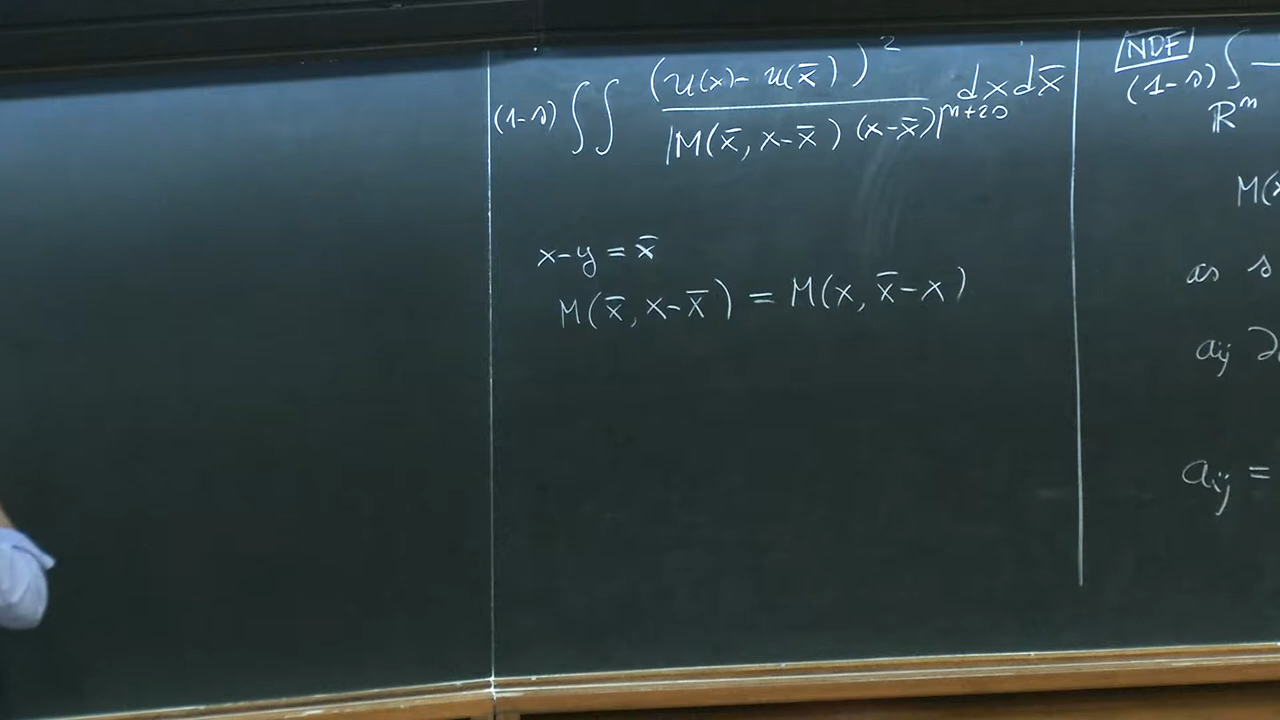 (1-s) ∫∫ (u(x) - u(x̄))² / |M(x̄, x-x̄) (x-x̄)|ⁿ⁺²ˢ dx dx̄
x-y = x̄
M(x̄, x-x̄) = M(x, x̄-x)
NDF
(1-s) ∫
ℝⁿ
M(x
as s
aᵢⱼ ∂
aᵢⱼ =